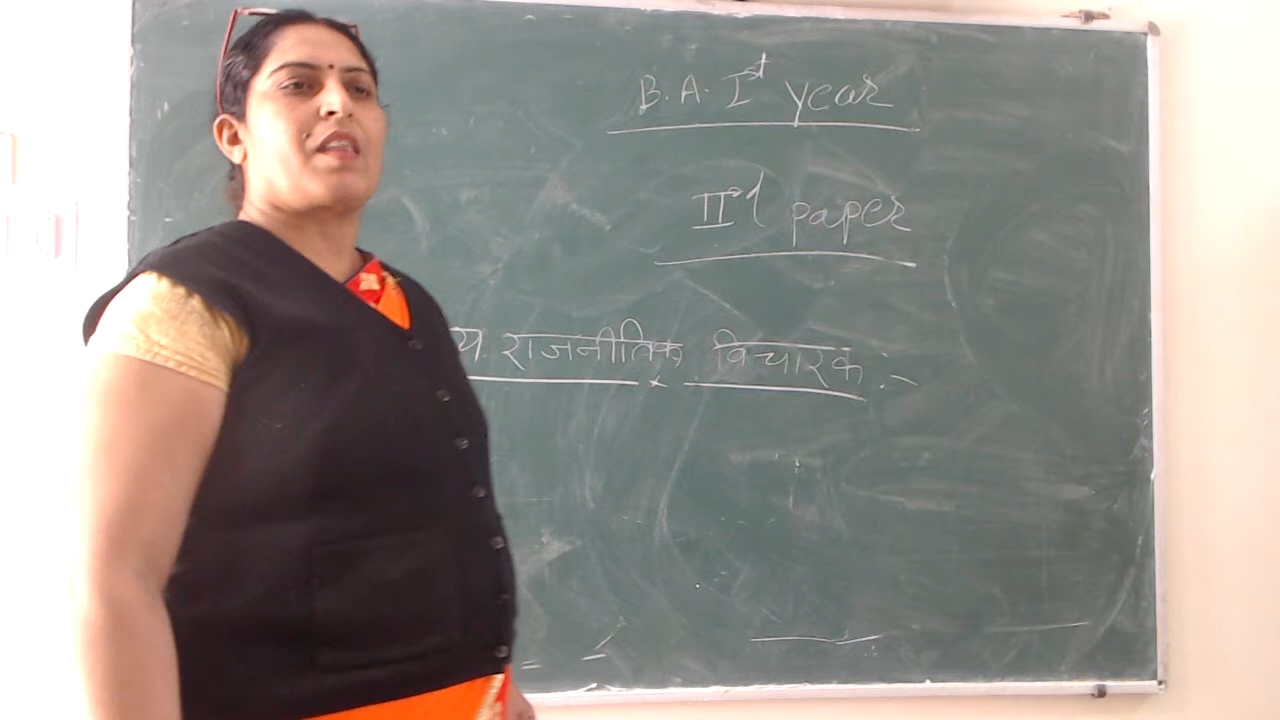 B.A. Ist year
IInd paper
य राजनीतिक विचारक :-